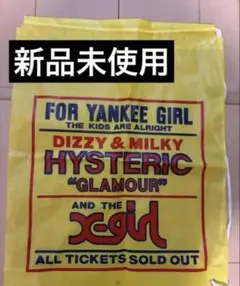 新品未使用
FOR YANKEE GIRL
THE KIDS ARE ALRIGHT
DIZZY & MILKY
HYSTERIC
"GLAMOUR"
AND THE
X-girl
ALL TICKETS SOLD OUT